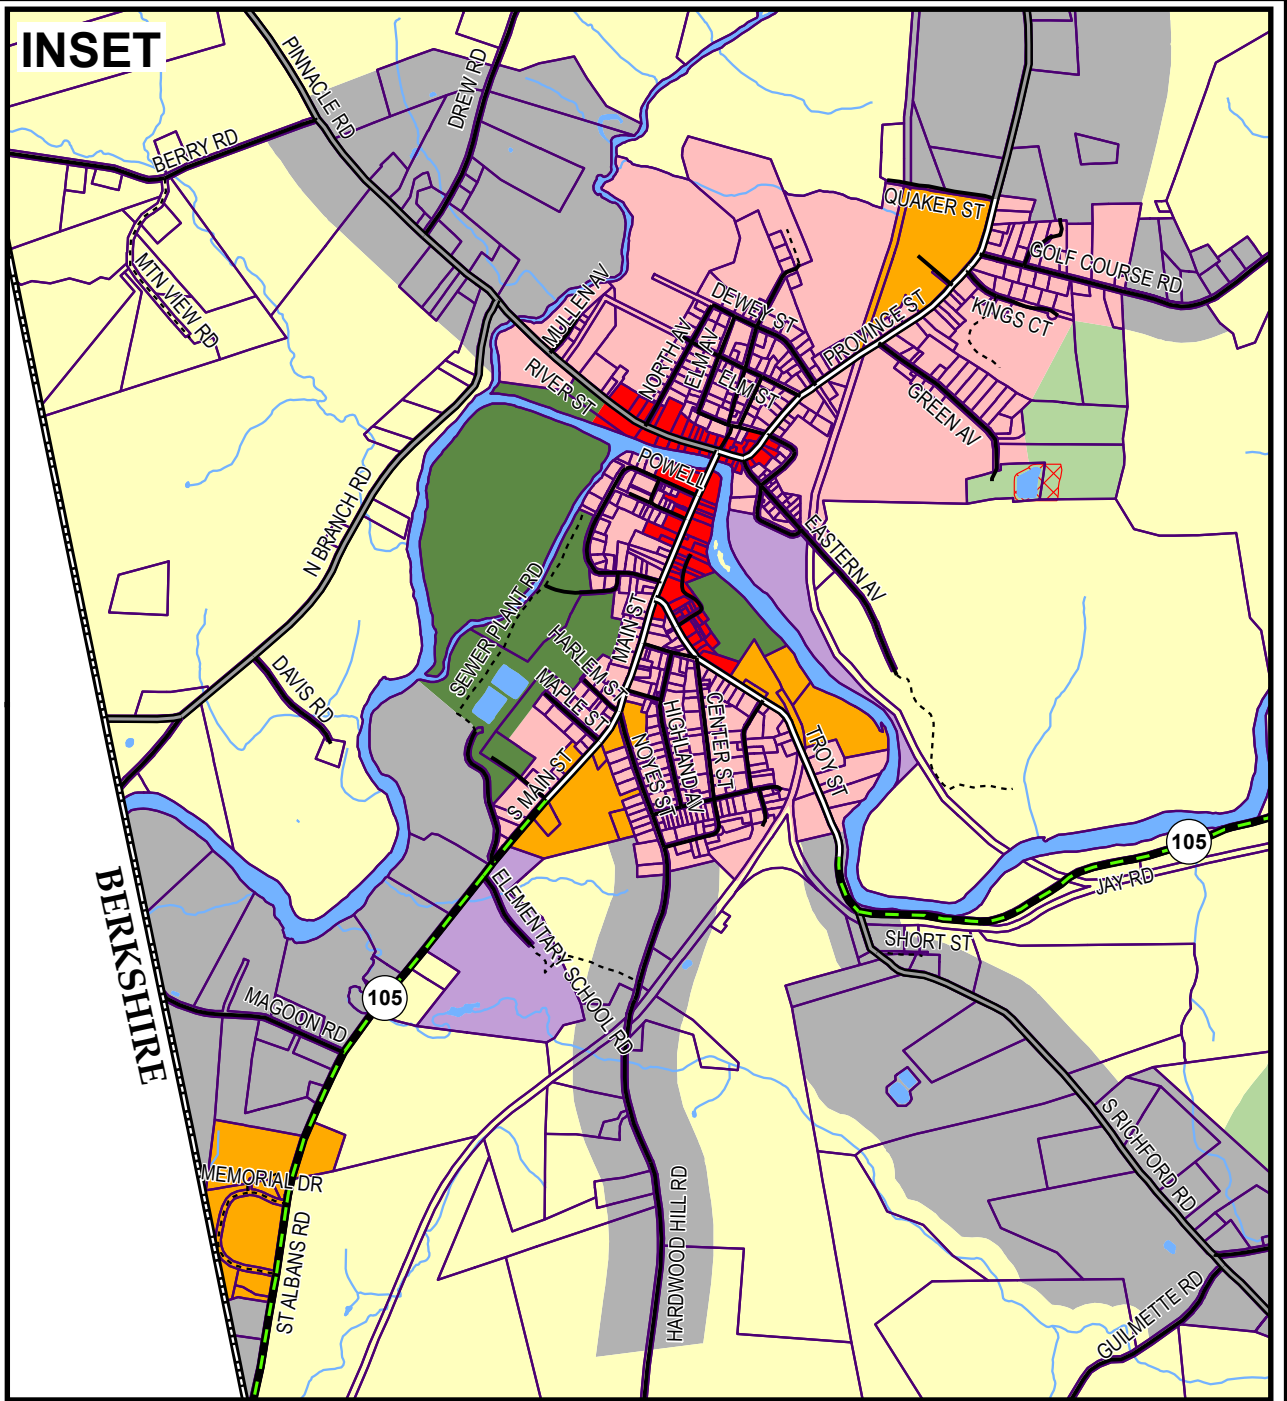 INSET
PINNACLE RD
DREW RD
BERRY RD
MTN VIEW RD
QUAKER ST
GOLF COURSE RD
KINGS CT
MULLEN AV
DEWEY ST
PROVINCE ST
NORTH AV
ELM AV
ELM ST
RIVER ST
GREEN AV
POWELL
N BRANCH RD
EASTERN AV
SEWER PLANT RD
MAIN ST
HARLEM ST
MAPLE ST
DAVIS RD
HIGHLAND AV
CENTER ST
NOYES ST
TROY ST
S MAIN ST
105
JAY RD
BERKSHIRE
ELEMENTARY SCHOOL RD
SHORT ST
105
MAGOON RD
S RICHFORD RD
MEMORIAL DR
ST ALBANS RD
HARDWOOD HILL RD
GUILMETTE RD